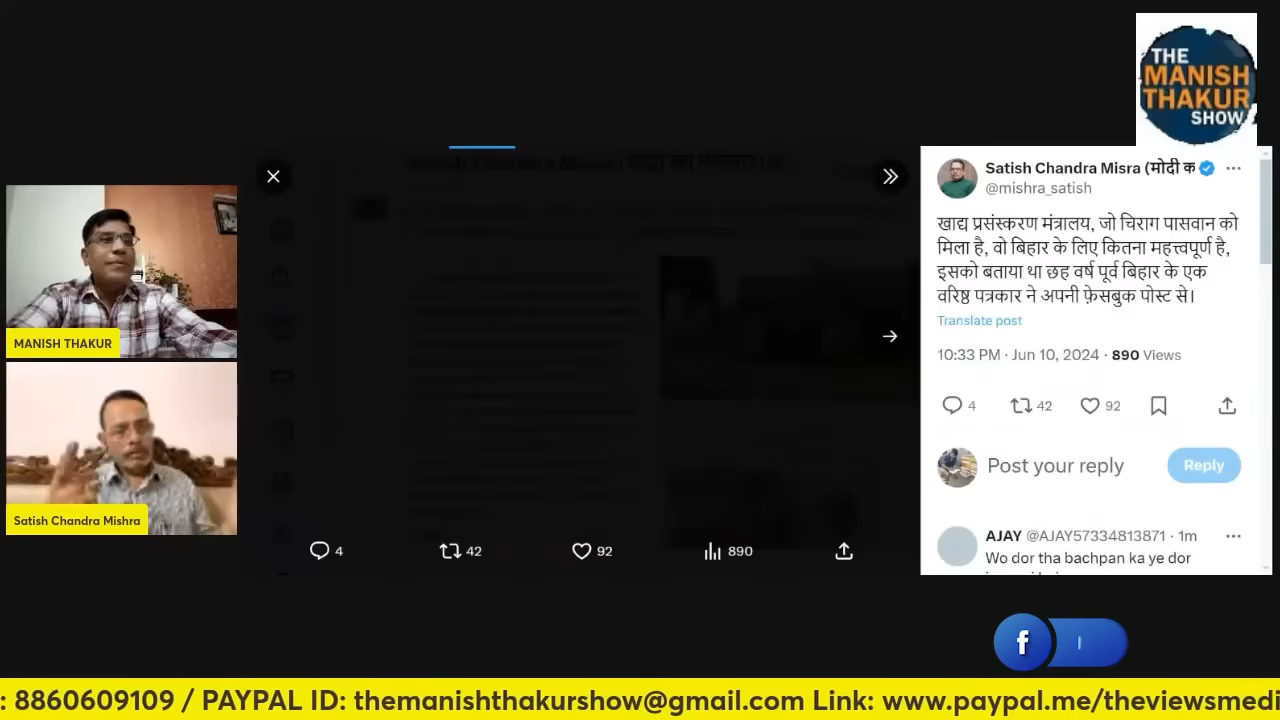 THE
MANISH
THAKUR
SHOW
Satish Chandra Misra (मोदी क
@mishra_satish
खाद्य प्रसंस्करण मंत्रालय, जो चिराग पासवान को
मिला है, वो बिहार के लिए कितना महत्त्वपूर्ण है,
इसको बताया था छह वर्ष पूर्व बिहार के एक
वरिष्ठ पत्रकार ने अपनी फ़ेसबुक पोस्ट से।
Translate post
10:33 PM · Jun 10, 2024 · 890 Views
4 42 92
Post your reply Reply
AJAY @AJAY57334813871 · 1m
Wo dor tha bachpan ka ye dor
MANISH THAKUR
Satish Chandra Mishra
4 42 92 890
f
: 8860609109 / PAYPAL ID: themanishthakurshow@gmail.com Link: www.paypal.me/theviewsmedi